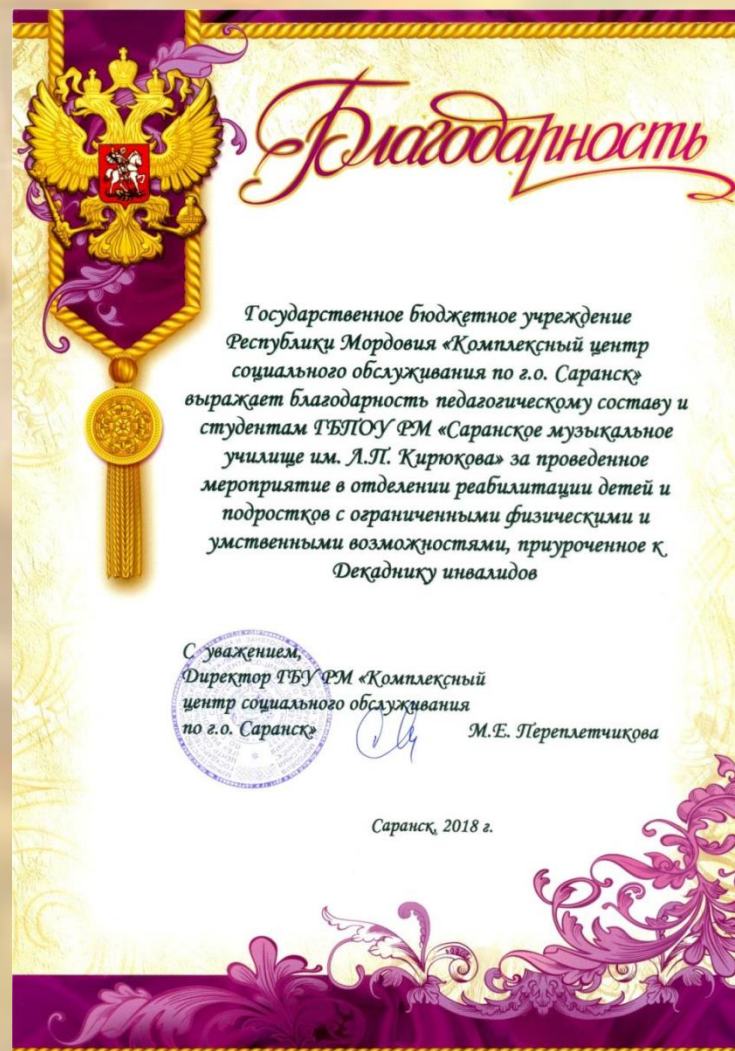 Благодарность
Государственное бюджетное учреждение
Республики Мордовия «Комплексный центр
социального обслуживания по г.о. Саранск»
выражает благодарность педагогическому составу и
студентам ГБПОУ РМ «Саранское музыкальное
училище им. Л.П. Кирюкова» за проведенное
мероприятие в отделении реабилитации детей и
подростков с ограниченными физическими и
умственными возможностями, приуроченное к
Декаднику инвалидов
С уважением,
Директор ГБУ РМ «Комплексный
центр социального обслуживания
по г.о. Саранск»
М.Е. Переплетчикова
Саранск, 2018 г.